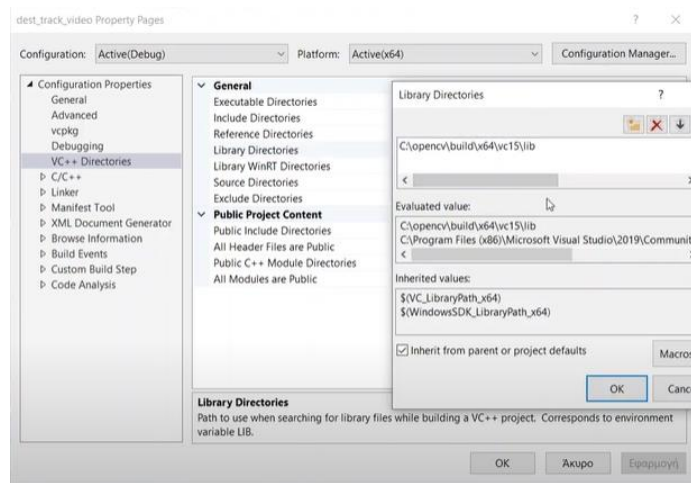 dest_track_video Property Pages
?
Configuration: Active(Debug) Platform: Active(x64) Configuration Manager...
Configuration Properties
General
Advanced
vcpkg
Debugging
VC++ Directories
C/C++
Linker
Manifest Tool
XML Document Generator
Browse Information
Build Events
Custom Build Step
Code Analysis
General
Executable Directories
Include Directories
Reference Directories
Library Directories
Library WinRT Directories
Source Directories
Exclude Directories
Public Project Content
Public Include Directories
All Header Files are Public
Public C++ Module Directories
All Modules are Public
Library Directories
?
C:\opencv\build\x64\vc15\lib
Evaluated value:
C:\opencv\build\x64\vc15\lib
C:\Program Files (x86)\Microsoft Visual Studio\2019\Communit
Inherited values:
$(VC_LibraryPath_x64)
$(WindowsSDK_LibraryPath_x64)
Inherit from parent or project defaults
Macros
OK Canc
Library Directories
Path to use when searching for library files while building a VC++ project. Corresponds to environment
variable LIB.
OK Άκυρο Εφαρμογή